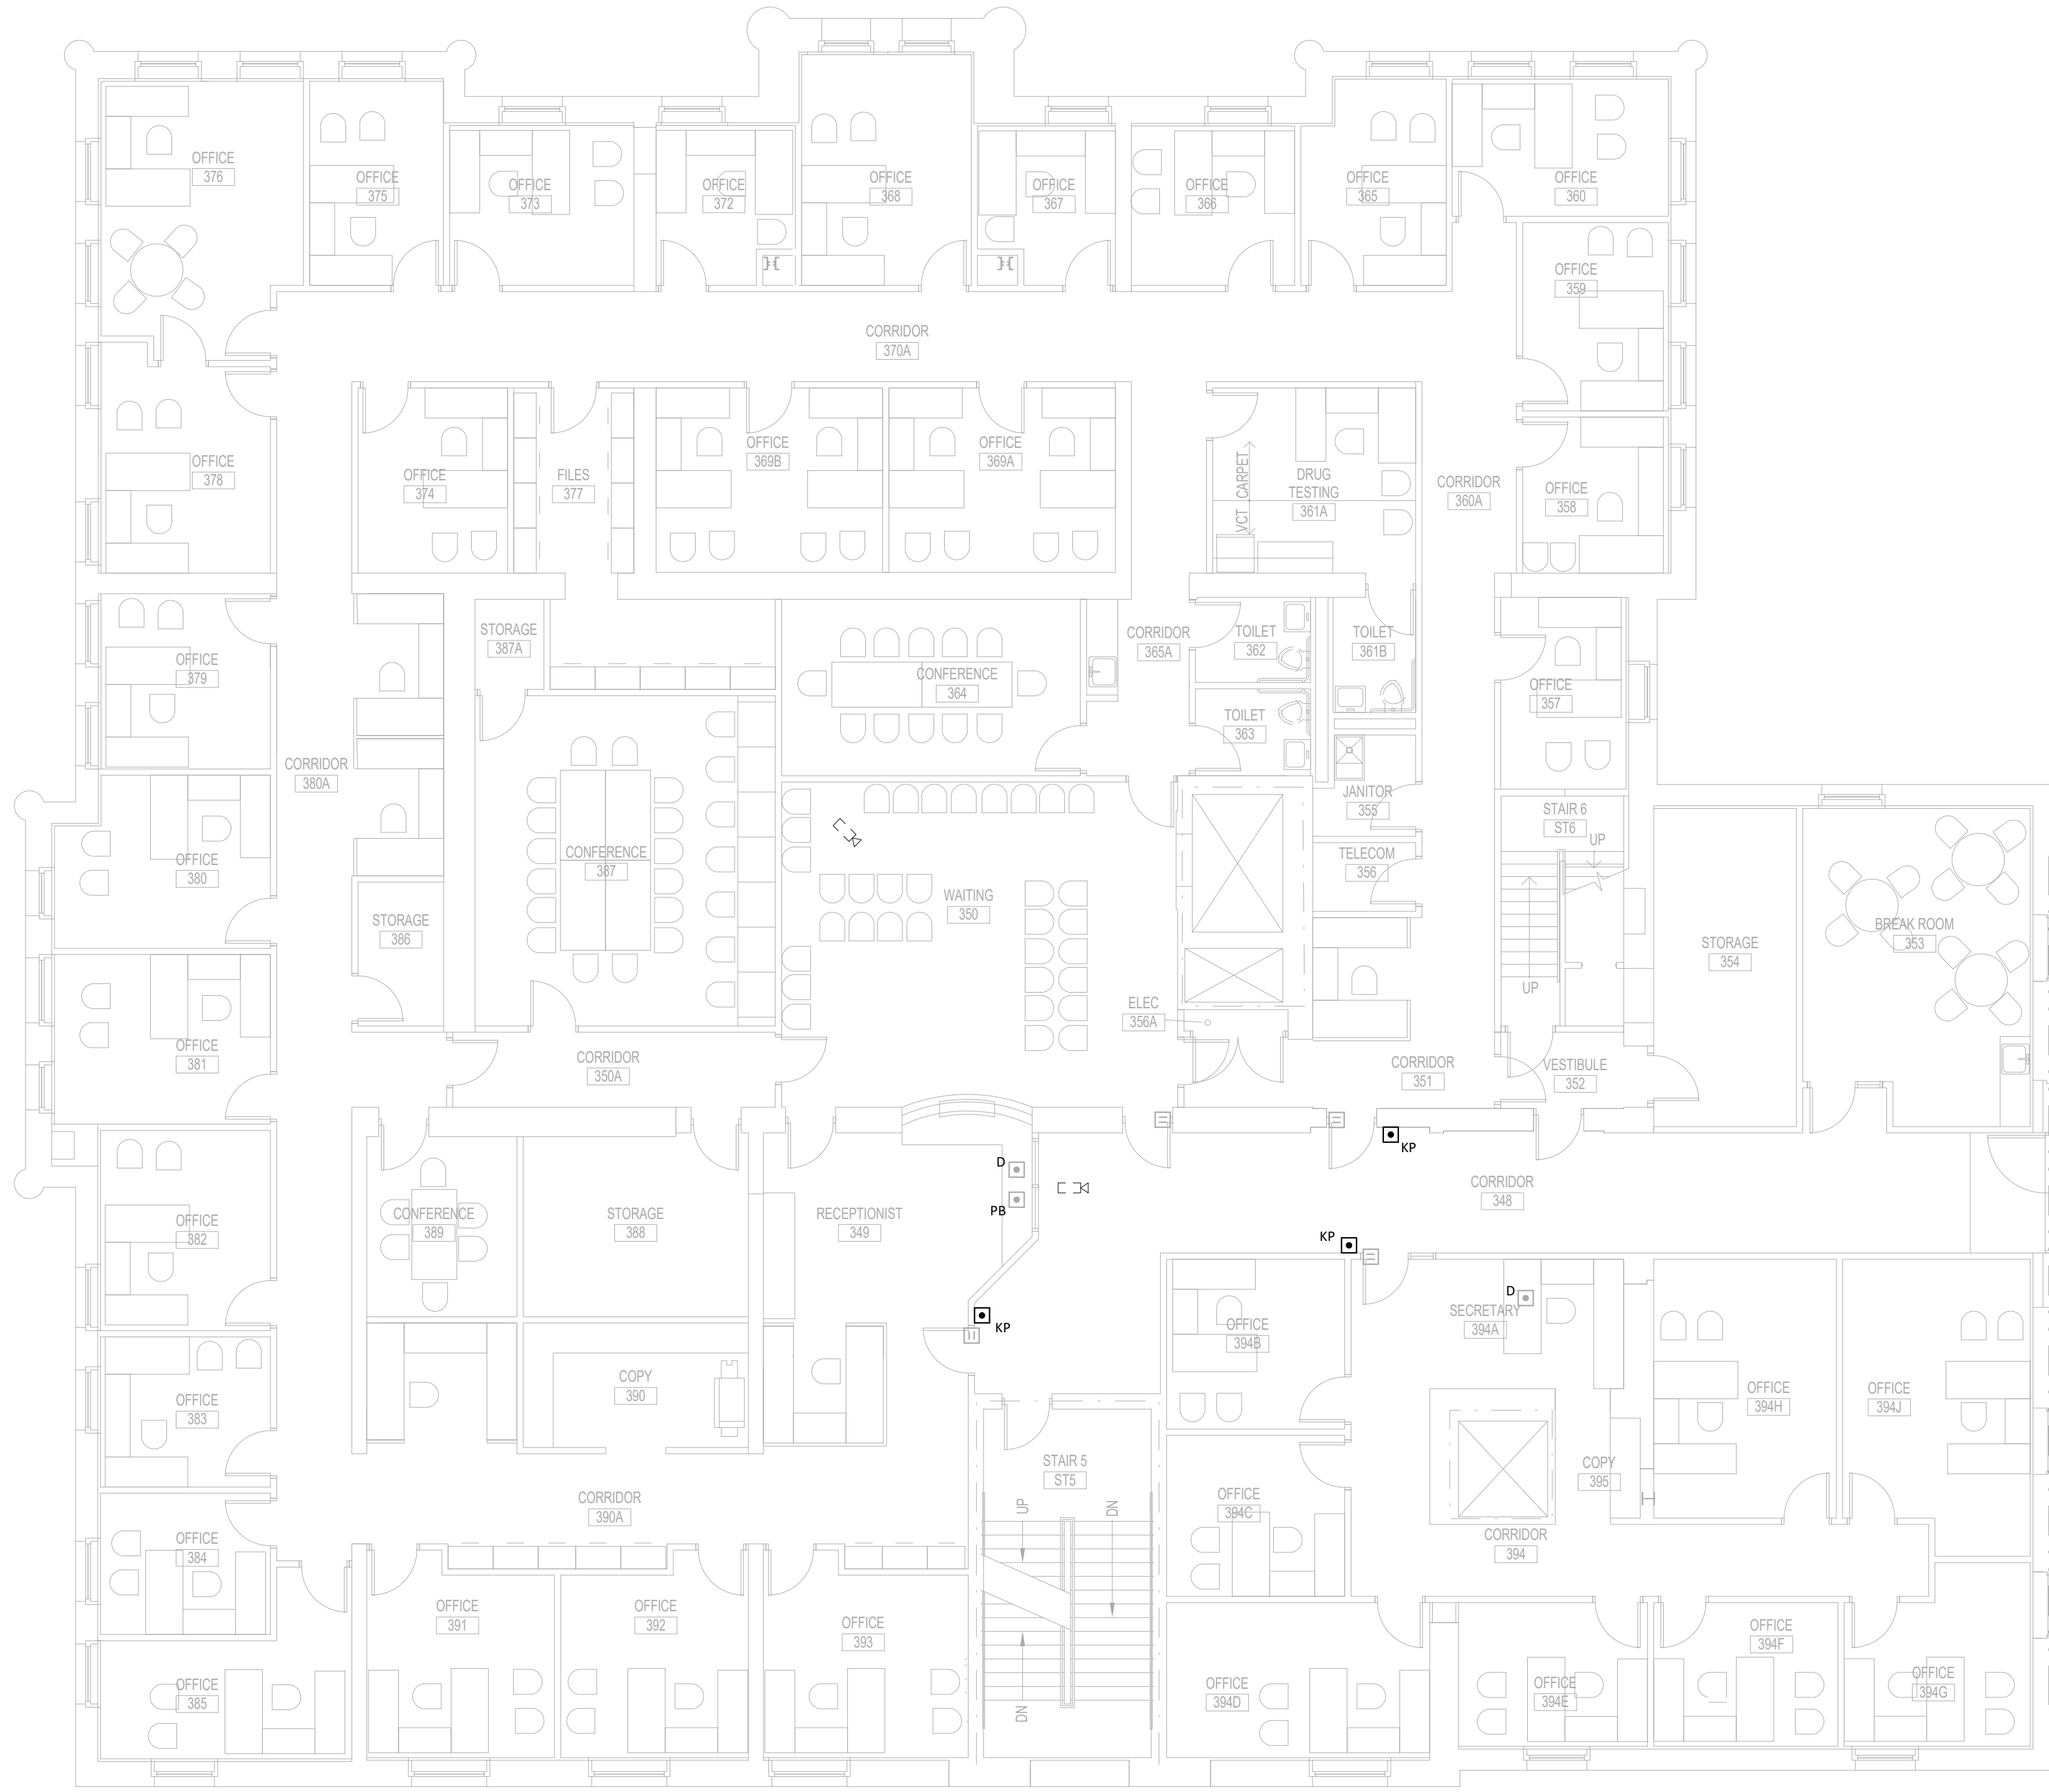 OFFICE
376
OFFICE
375
OFFICE
373
OFFICE
372
OFFICE
368
OFFICE
367
OFFICE
366
OFFICE
365
OFFICE
360
OFFICE
359
CORRIDOR
370A
OFFICE
378
OFFICE
374
FILES
377
OFFICE
369B
OFFICE
369A
VCT CARPET
DRUG
TESTING
361A
CORRIDOR
360A
OFFICE
358
OFFICE
379
STORAGE
387A
CONFERENCE
364
CORRIDOR
365A
TOILET
362
TOILET
361B
OFFICE
357
TOILET
363
CORRIDOR
380A
JANITOR
355
STAIR 6
ST6
UP
OFFICE
380
CONFERENCE
387
TELECOM
356
WAITING
350
STORAGE
386
STORAGE
354
BREAK ROOM
353
UP
ELEC
356A
OFFICE
381
CORRIDOR
350A
CORRIDOR
351
VESTIBULE
352
KP
D
PB
CORRIDOR
348
OFFICE
382
CONFERENCE
389
STORAGE
388
RECEPTIONIST
349
KP
D
SECRETARY
394A
KP
OFFICE
394B
OFFICE
383
COPY
390
OFFICE
394H
OFFICE
394J
STAIR 5
ST5
COPY
395
CORRIDOR
390A
UP
DN
OFFICE
394C
CORRIDOR
394
OFFICE
384
OFFICE
391
OFFICE
392
OFFICE
393
OFFICE
394F
OFFICE
385
DN
OFFICE
394D
OFFICE
394E
OFFICE
394G